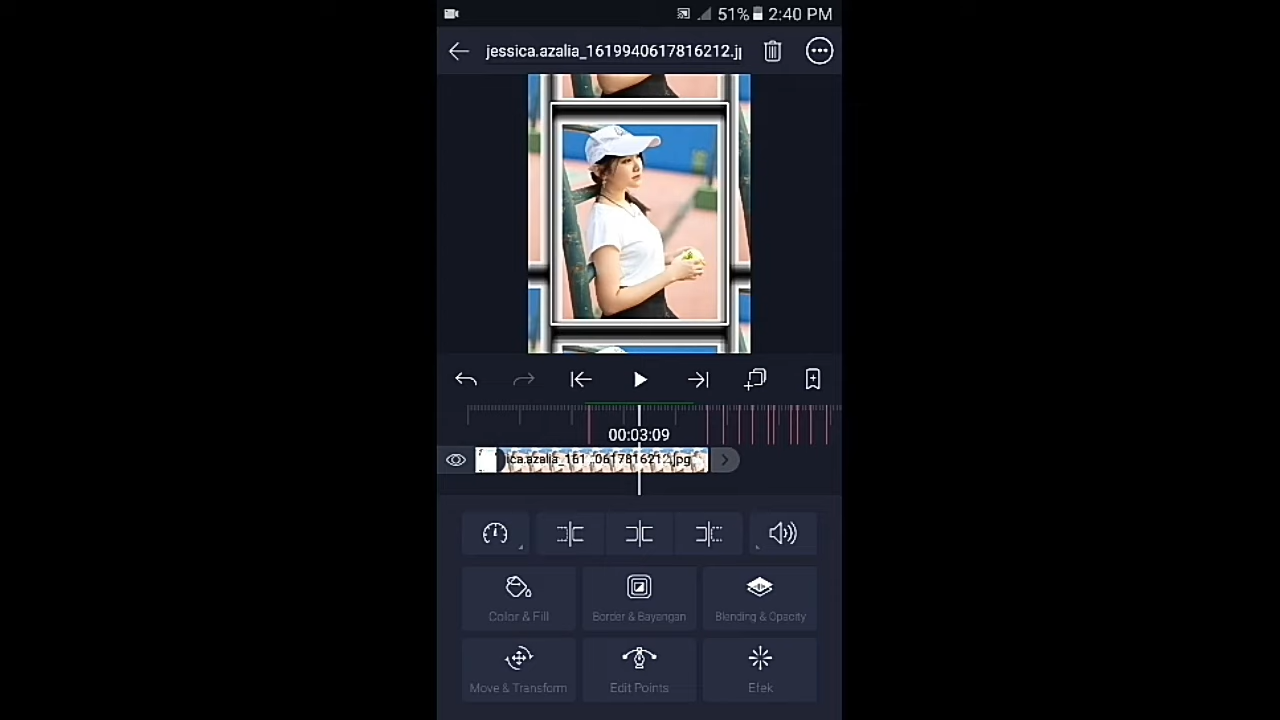 51% 2:40 PM
jessica.azalia_1619940617816212.j
00:03:09
ica.azalia_161
0617816212.jpg
Color & Fill
Border & Bayangan
Blending & Opacity
Move & Transform
Edit Points
Efek